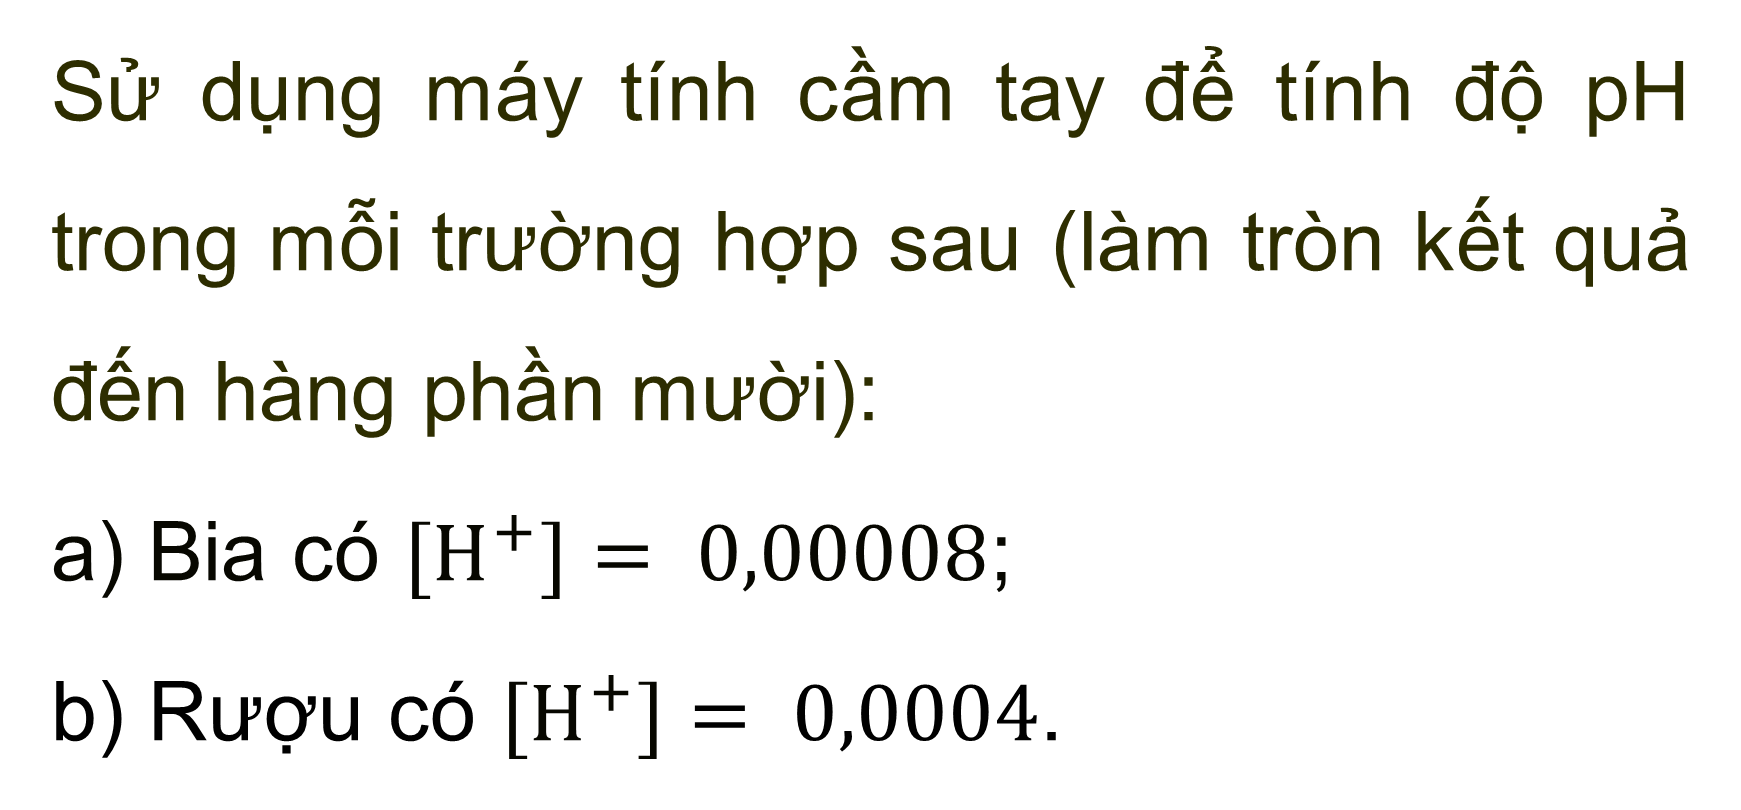 Sử dụng máy tính cầm tay để tính độ pH
trong mỗi trường hợp sau (làm tròn kết quả
đến hàng phần mười):
a) Bia có [H⁺] = 0,00008;
b) Rượu có [H⁺] = 0,0004.